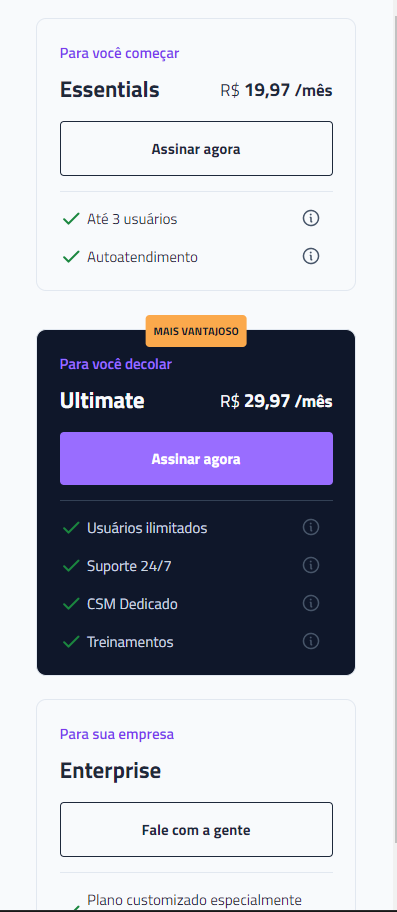 Para você começar
Essentials
R$ 19,97 /mês
Assinar agora
Até 3 usuários
Autoatendimento
MAIS VANTAJOSO
Para você decolar
Ultimate
R$ 29,97 /mês
Assinar agora
Usuários ilimitados
Suporte 24/7
CSM Dedicado
Treinamentos
Para sua empresa
Enterprise
Fale com a gente
Plano customizado especialmente